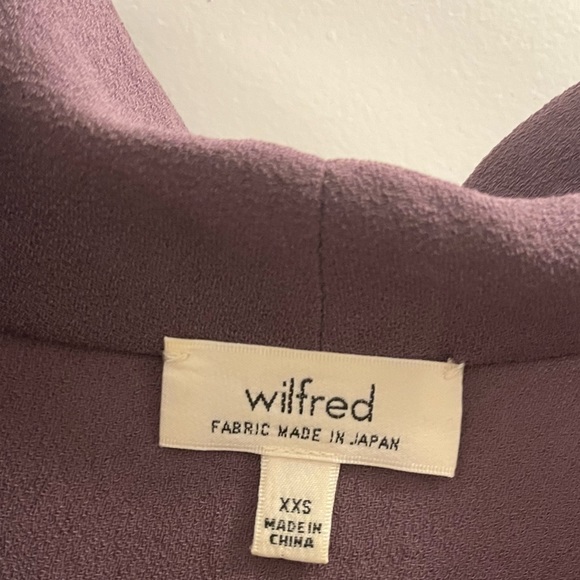 wilfred
FABRIC MADE IN JAPAN
XXS
MADE IN
CHINA